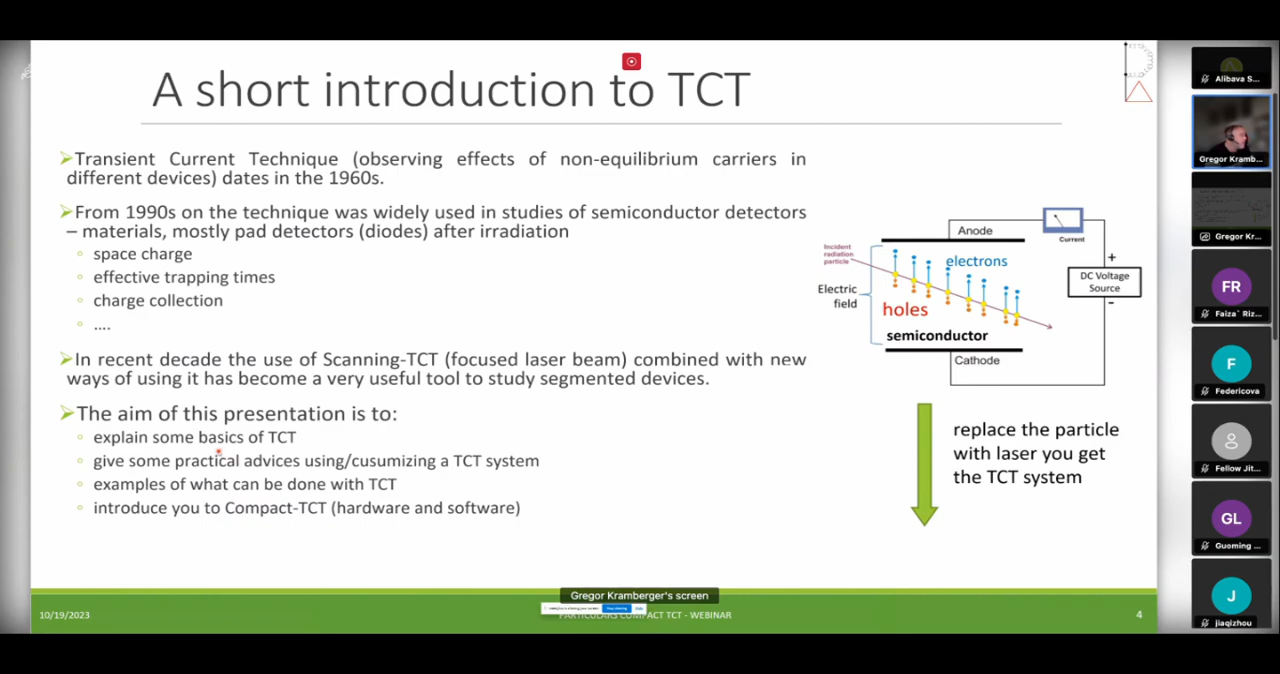 A short introduction to TCT
Transient Current Technique (observing effects of non-equilibrium carriers in
different devices) dates in the 1960s.
From 1990s on the technique was widely used in studies of semiconductor detectors
– materials, mostly pad detectors (diodes) after irradiation
space charge
effective trapping times
charge collection
....
In recent decade the use of Scanning-TCT (focused laser beam) combined with new
ways of using it has become a very useful tool to study segmented devices.
The aim of this presentation is to:
explain some basics of TCT
give some practical advices using/cusumizing a TCT system
examples of what can be done with TCT
introduce you to Compact-TCT (hardware and software)
Anode
Current
Incident
radiation
particle
electrons
+
DC Voltage
Source
-
Electric
field
holes
semiconductor
Cathode
replace the particle
with laser you get
the TCT system
Gregor Kramberger's screen
10/19/2023
PARTICULARS COMPACT TCT - WEBINAR
4
Alibava S...
Gregor Kramb...
Gregor Kr...
FR
Faiza` Riz...
F
Federicova
Fellow Jit...
GL
Guoming ...
J
jiaqizhou